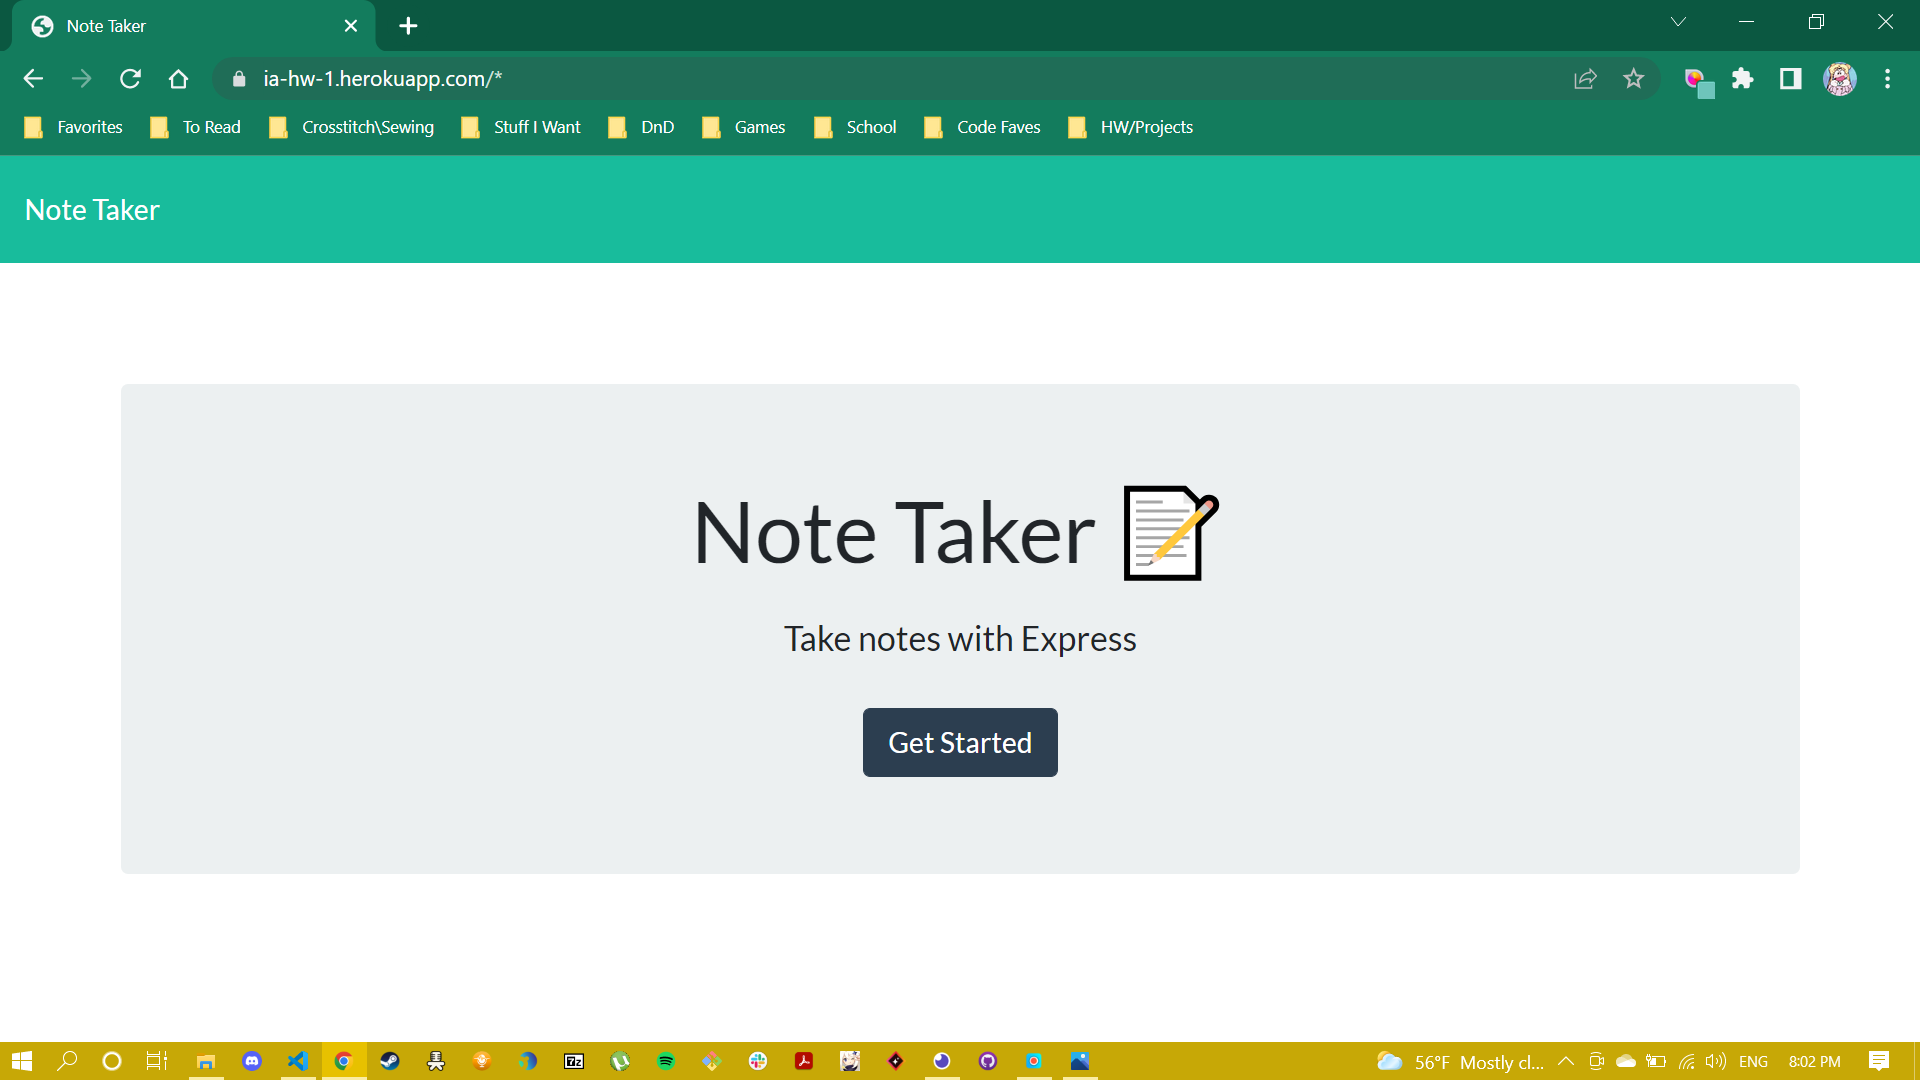 Note Taker
ia-hw-1.herokuapp.com/*
Favorites To Read Crosstitch\Sewing Stuff I Want DnD Games School Code Faves HW/Projects
Note Taker
Note Taker
Take notes with Express
Get Started
7z
56°F Mostly cl... ENG 8:02 PM